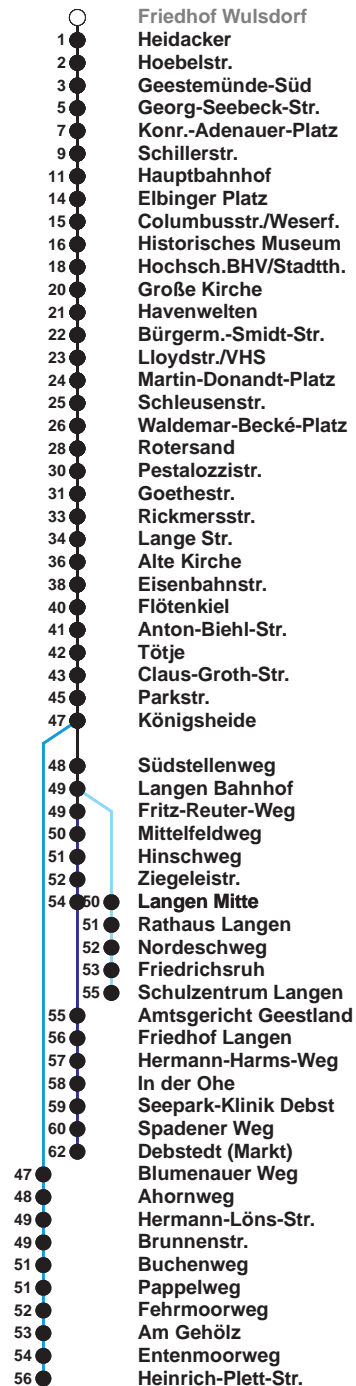 Friedhof Wulsdorf
1 Heidacker
2 Hoebelstr.
3 Geestemünde-Süd
5 Georg-Seebeck-Str.
7 Konr.-Adenauer-Platz
9 Schillerstr.
11 Hauptbahnhof
14 Elbinger Platz
15 Columbusstr./Weserf.
16 Historisches Museum
18 Hochsch.BHV/Stadtth.
20 Große Kirche
21 Havenwelten
22 Bürgerm.-Smidt-Str.
23 Lloydstr./VHS
24 Martin-Donandt-Platz
25 Schleusenstr.
26 Waldemar-Becké-Platz
28 Rotersand
30 Pestalozzistr.
31 Goethestr.
33 Rickmersstr.
34 Lange Str.
36 Alte Kirche
38 Eisenbahnstr.
40 Flötenkiel
41 Anton-Biehl-Str.
42 Tötje
43 Claus-Groth-Str.
45 Parkstr.
47 Königsheide
48 Südstellenweg
49 Langen Bahnhof
49 Fritz-Reuter-Weg
50 Mittelfeldweg
51 Hinschweg
52 Ziegeleistr.
54 50 Langen Mitte
51 Rathaus Langen
52 Nordeschweg
53 Friedrichsruh
55 Schulzentrum Langen
55 Amtsgericht Geestland
56 Friedhof Langen
57 Hermann-Harms-Weg
58 In der Ohe
59 Seepark-Klinik Debst
60 Spadener Weg
62 Debstedt (Markt)
47 Blumenauer Weg
48 Ahornweg
49 Hermann-Löns-Str.
49 Brunnenstr.
51 Buchenweg
51 Pappelweg
52 Fehrmoorweg
53 Am Gehölz
54 Entenmoorweg
56 Heinrich-Plett-Str.